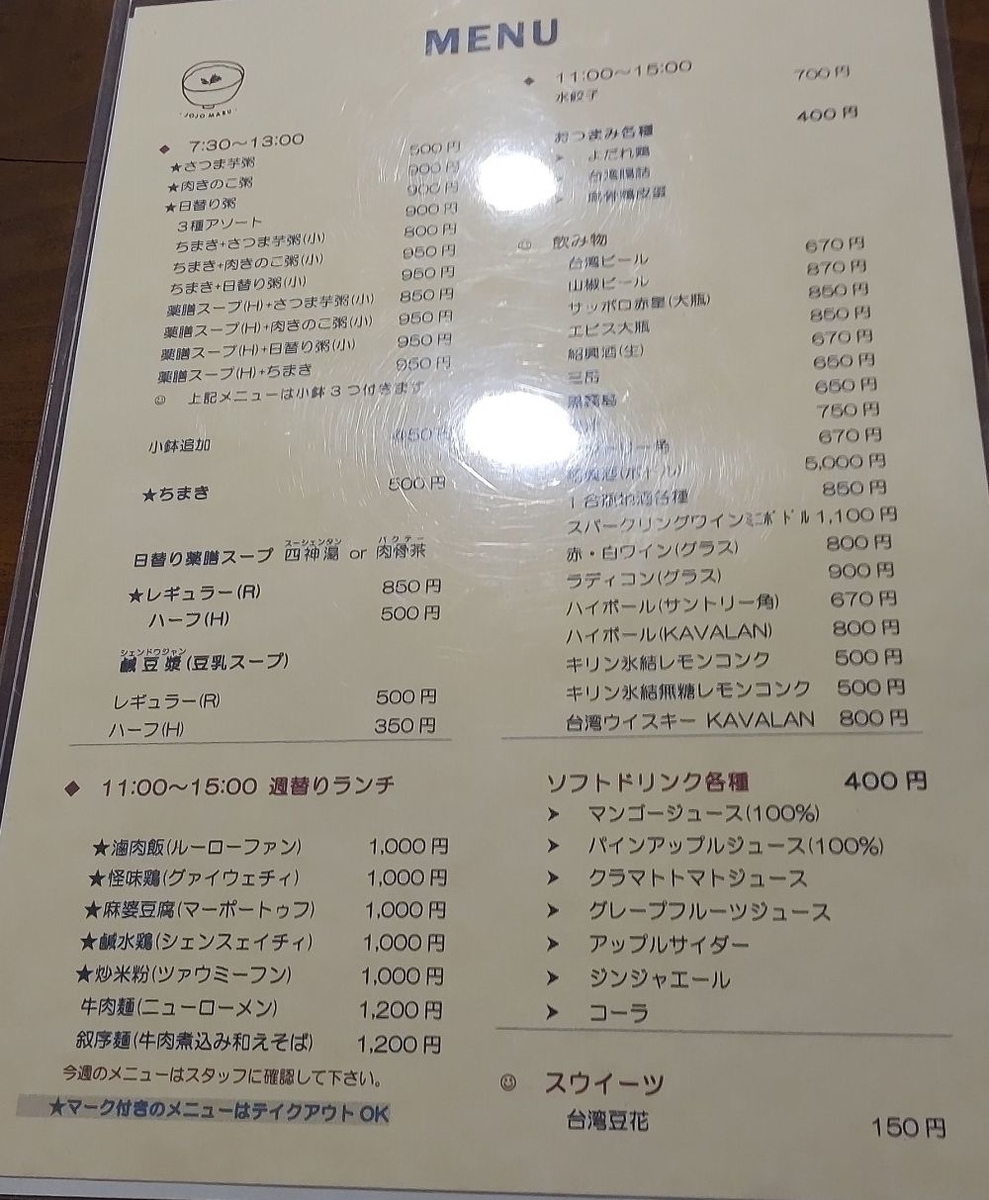 MENU
JOJO MARU
◆ 7:30～13:00
★さつま芋粥 500円
★肉きのこ粥 900円
★日替り粥 900円
3種アソート 900円
ちまき+さつま芋粥(小) 800円
ちまき+肉きのこ粥(小) 950円
ちまき+日替り粥(小) 950円
薬膳スープ(H)+さつま芋粥(小) 850円
薬膳スープ(H)+肉きのこ粥(小) 950円
薬膳スープ(H)+日替り粥(小) 950円
薬膳スープ(H)+ちまき 950円
☺ 上記メニューは小鉢3つ付きます
小鉢追加
★ちまき 500円
スージェンタン パクテー
日替り薬膳スープ 四神湯 or 肉骨茶
★レギュラー(R) 850円
ハーフ(H) 500円
シェンドウジャン
鹹豆漿(豆乳スープ)
レギュラー(R) 500円
ハーフ(H) 350円
◆ 11:00～15:00 週替りランチ
★滷肉飯(ルーローファン) 1,000円
★怪味鶏(グァイウェチィ) 1,000円
★麻婆豆腐(マーポートゥフ) 1,000円
★鹹水鶏(シェンスェイチィ) 1,000円
★炒米粉(ツァウミーフン) 1,000円
牛肉麺(ニューローメン) 1,200円
叙序麺(牛肉煮込み和えそば) 1,200円
今週のメニューはスタッフに確認して下さい。
★マーク付きのメニューはテイクアウトOK
◆ 11:00～15:00
水餃子 700円
おつまみ各種 400円
➤ よだれ鶏
➤ 台湾腸詰
➤
☺ 飲み物
台湾ビール 670円
山椒ビール 870円
サッポロ赤星(大瓶) 850円
エビス大瓶 850円
紹興酒(生) 670円
三岳 650円
黒霧島 650円
750円
角 670円
(ボトル) 5,000円
各種 850円
スパークリングワインミニボトル 1,100円
赤・白ワイン(グラス) 800円
ラディコン(グラス) 900円
ハイボール(サントリー角) 670円
ハイボール(KAVALAN) 800円
キリン氷結レモンコンク 500円
キリン氷結無糖レモンコンク 500円
台湾ウイスキー KAVALAN 800円
ソフトドリンク各種 400円
➤ マンゴージュース(100%)
➤ パインアップルジュース(100%)
➤ クラマトトマトジュース
➤ グレープフルーツジュース
➤ アップルサイダー
➤ ジンジャエール
➤ コーラ
☺ スウイーツ
台湾豆花 150円